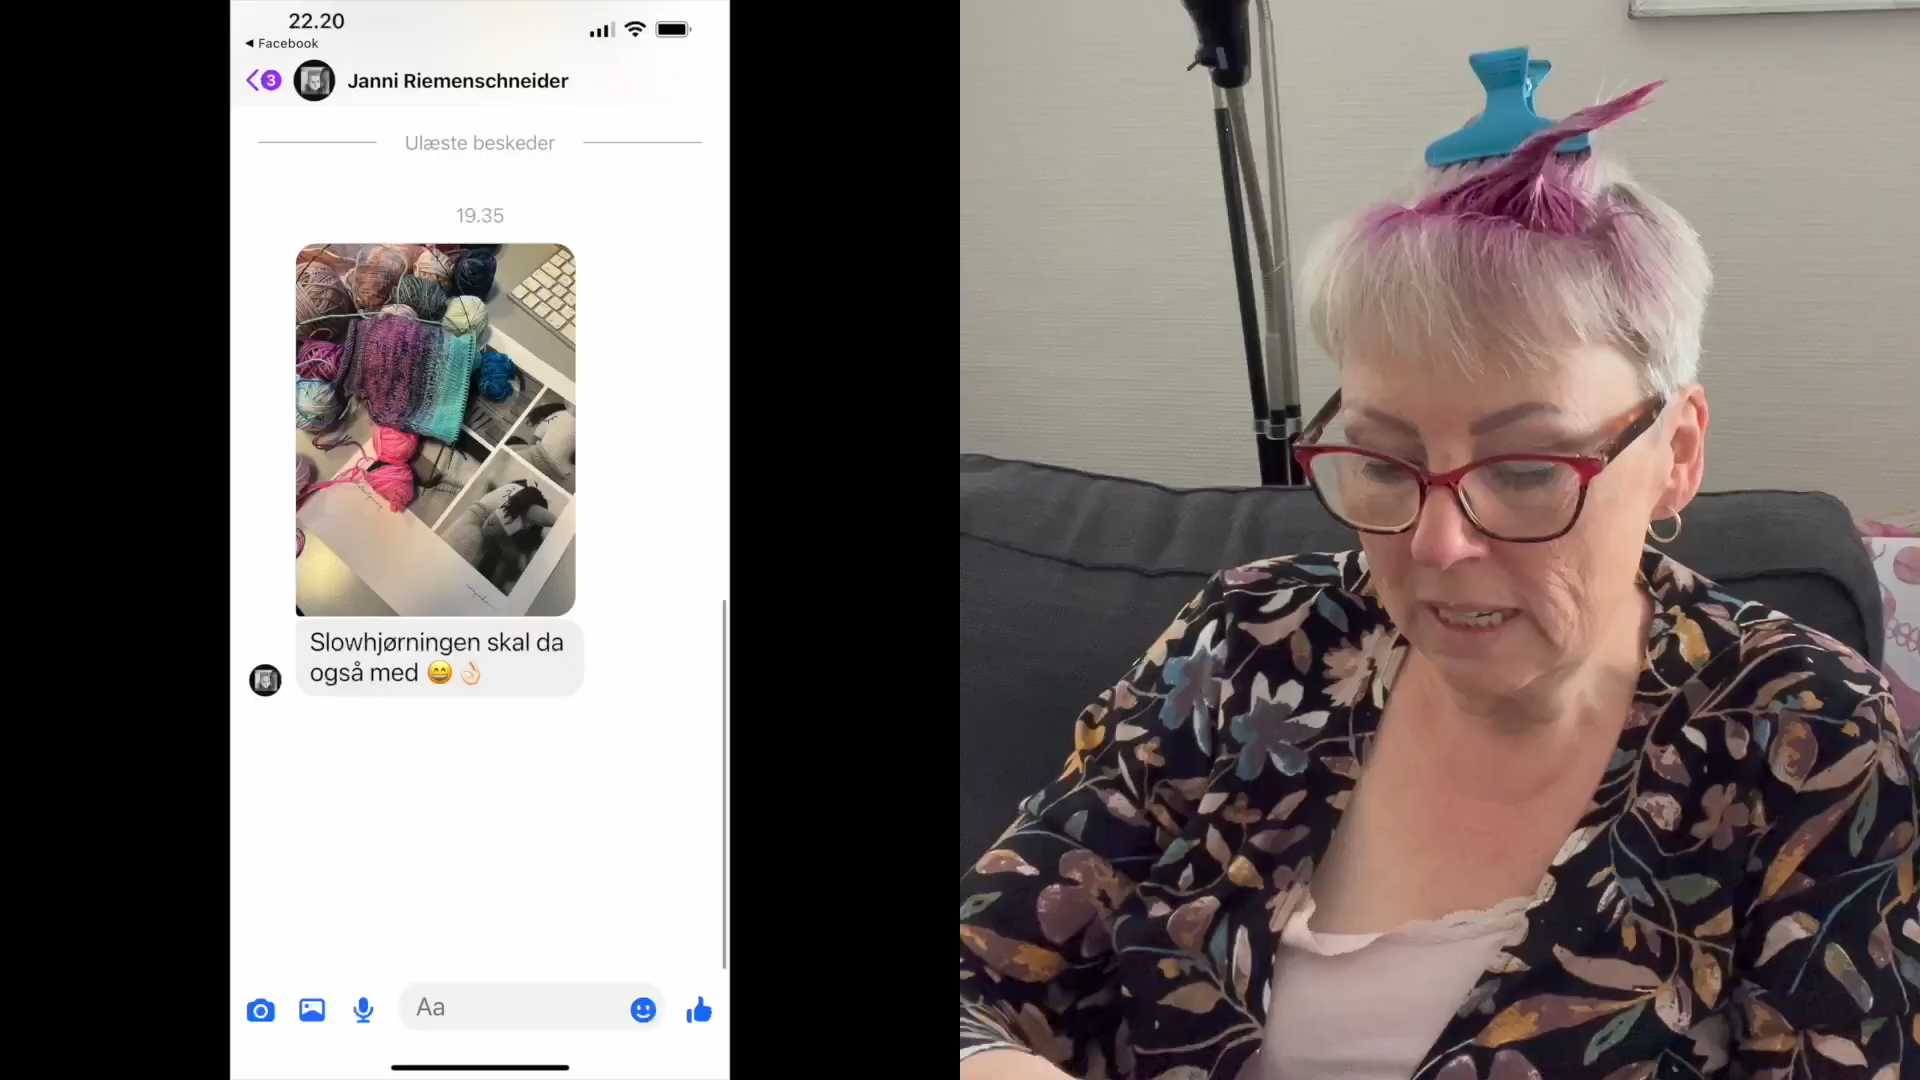 22.20
Facebook
3
Janni Riemenschneider
Ulæste beskeder
19.35
Slowhjørningen skal da
også med 😄👌🏻
Aa